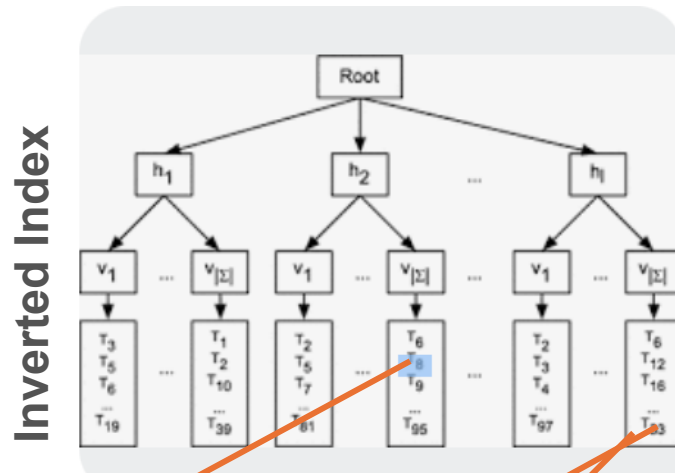 Inverted Index
Root
h1 h2 ... hl
v1 ... v|Σ| v1 ... v|Σ| v1 ... v|Σ|
T3 T1 T2 T6 T2 T6
T5 T2 T5 T8 T3 T12
T6 ... T10 T7 ... T9 ... T4 ... T16
... ... ... ... ... ...
T19 T39 T81 T95 T97